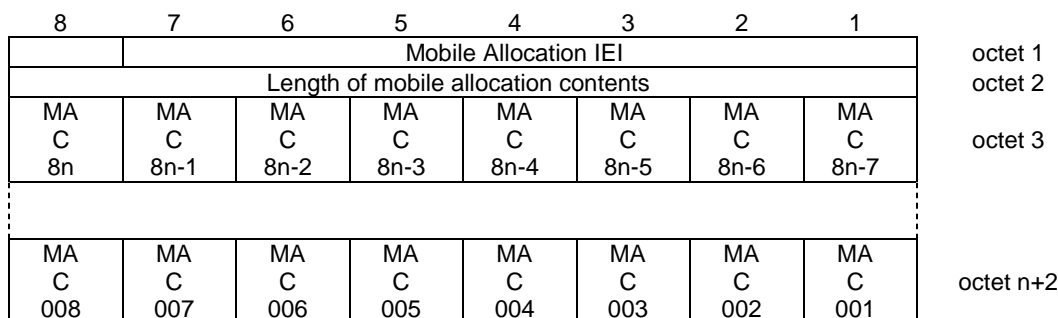 8 7 6 5 4 3 2 1
Mobile Allocation IEI octet 1
Length of mobile allocation contents octet 2
MA MA MA MA MA MA MA MA
C C C C C C C C octet 3
8n 8n-1 8n-2 8n-3 8n-4 8n-5 8n-6 8n-7
MA MA MA MA MA MA MA MA
C C C C C C C C octet n+2
008 007 006 005 004 003 002 001